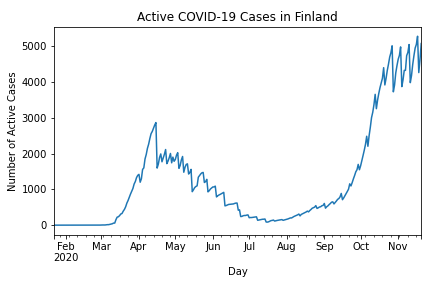 Active COVID-19 Cases in Finland
Number of Active Cases
5000
4000
3000
2000
1000
0
Feb Mar Apr May Jun Jul Aug Sep Oct Nov
2020
Day